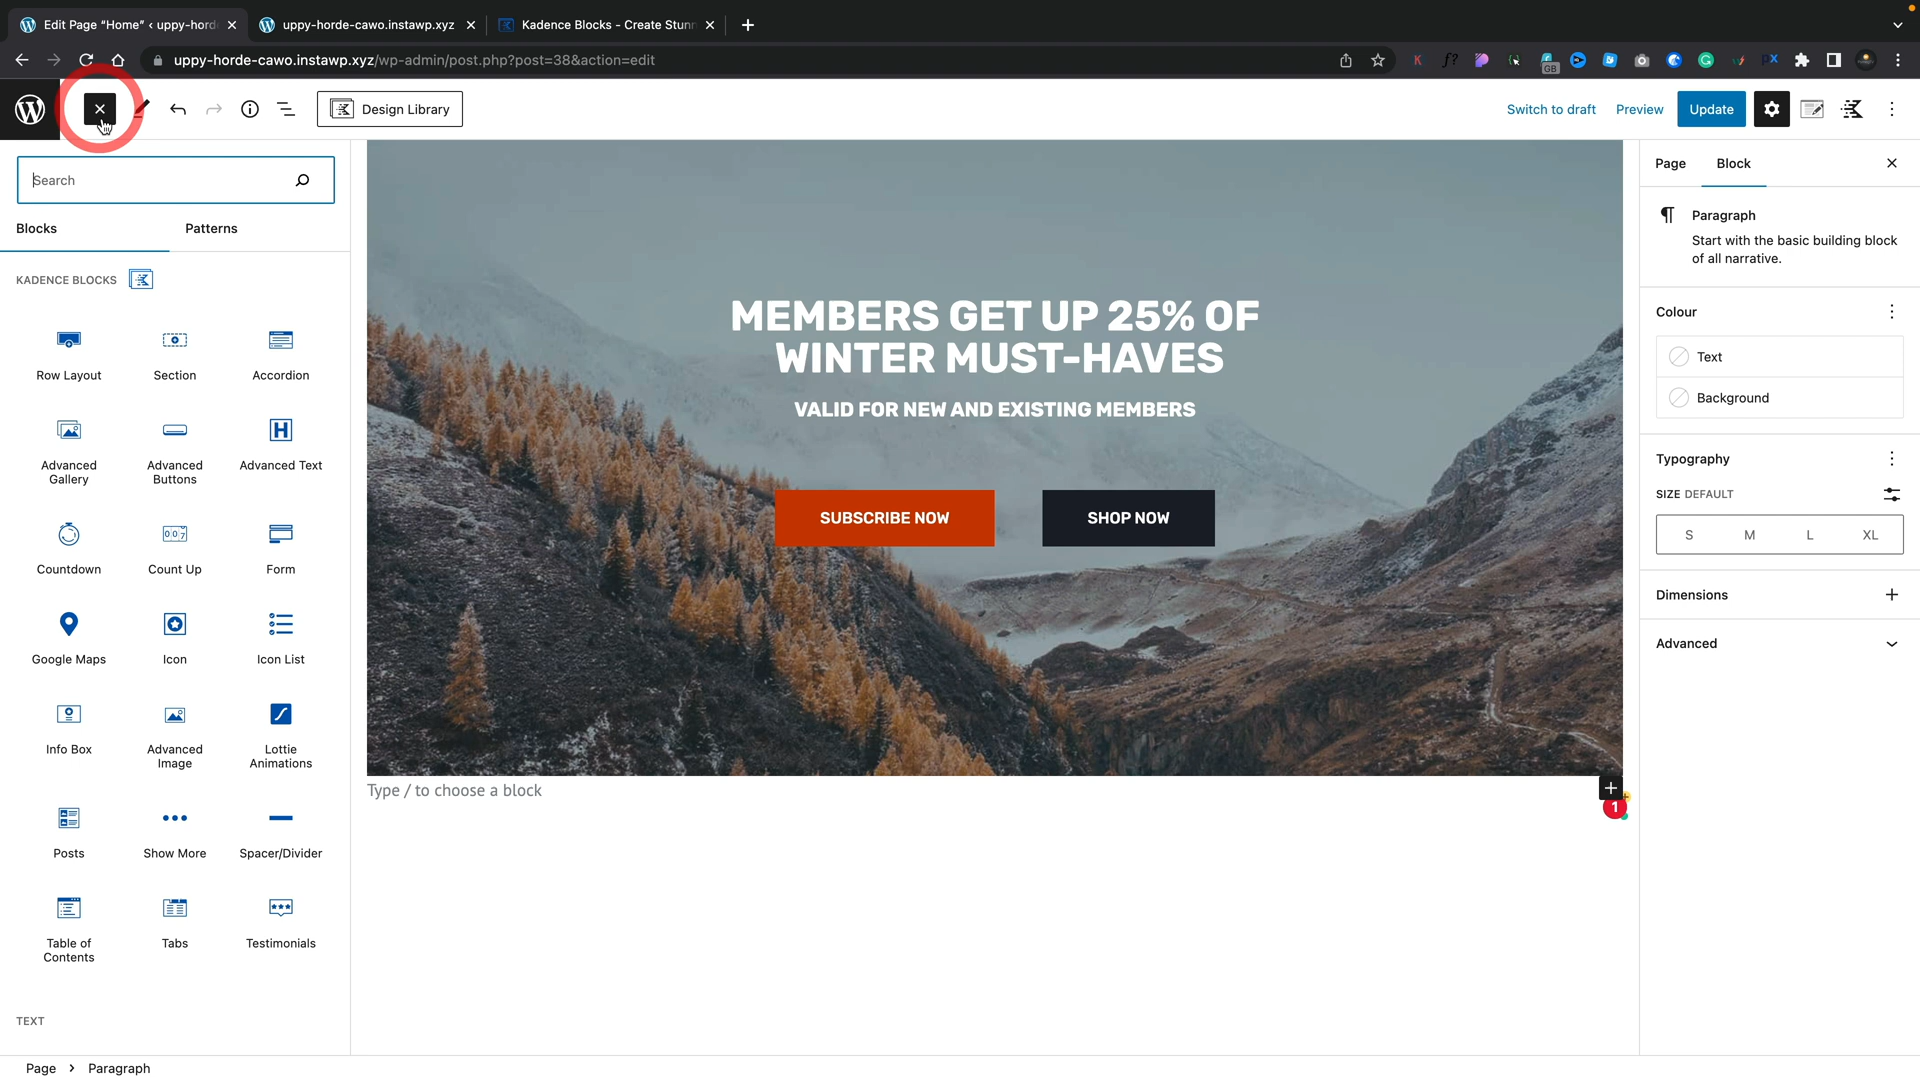 Edit Page “Home” ‹ uppy-hord
uppy-horde-cawo.instawp.xyz
Kadence Blocks - Create Stunn
uppy-horde-cawo.instawp.xyz/wp-admin/post.php?post=38&action=edit
GB
Design Library
Switch to draft
Preview
Update
Search
Blocks
Patterns
KADENCE BLOCKS
Row Layout
Section
Accordion
Advanced
Gallery
Advanced
Buttons
Advanced Text
Countdown
Count Up
Form
Google Maps
Icon
Icon List
Info Box
Advanced
Image
Lottie
Animations
Posts
Show More
Spacer/Divider
Table of
Contents
Tabs
Testimonials
TEXT
MEMBERS GET UP 25% OF
WINTER MUST-HAVES
VALID FOR NEW AND EXISTING MEMBERS
SUBSCRIBE NOW
SHOP NOW
Type / to choose a block
1
Page
Block
Paragraph
Start with the basic building block
of all narrative.
Colour
Text
Background
Typography
SIZE DEFAULT
S M L XL
Dimensions
Advanced
Page › Paragraph